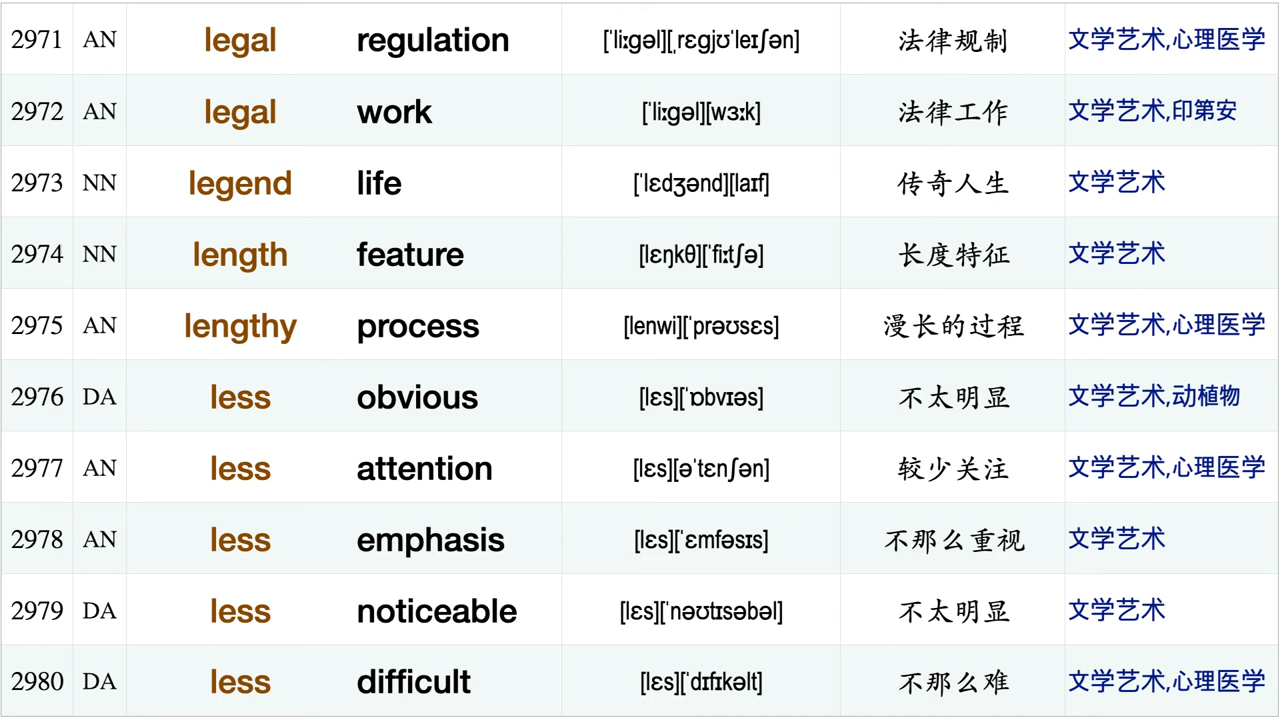 2971 AN legal regulation [ˈliːgəl][ˌrɛgjʊˈleɪʃən] 法律规制 文学艺术,心理医学
2972 AN legal work [ˈliːgəl][wɜːk] 法律工作 文学艺术,印第安
2973 NN legend life [ˈlɛdʒənd][laɪf] 传奇人生 文学艺术
2974 NN length feature [lɛŋkθ][ˈfiːtʃə] 长度特征 文学艺术
2975 AN lengthy process [lenwi][ˈprəʊsɛs] 漫长的过程 文学艺术,心理医学
2976 DA less obvious [lɛs][ˈɒbvɪəs] 不太明显 文学艺术,动植物
2977 AN less attention [lɛs][əˈtɛnʃən] 较少关注 文学艺术,心理医学
2978 AN less emphasis [lɛs][ˈɛmfəsɪs] 不那么重视 文学艺术
2979 DA less noticeable [lɛs][ˈnəʊtɪsəbəl] 不太明显 文学艺术
2980 DA less difficult [lɛs][ˈdɪfɪkəlt] 不那么难 文学艺术,心理医学